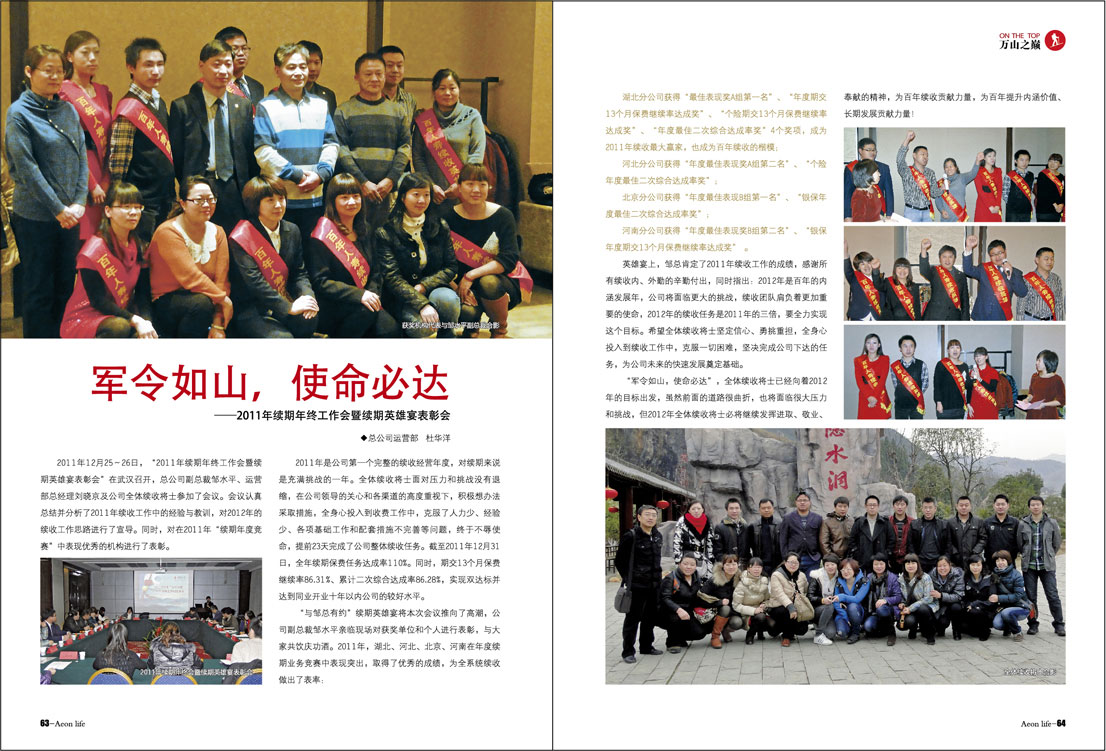 获奖机构代表与邹水平副总裁合影
军令如山，使命必达
——2011年续期年终工作会暨续期英雄宴表彰会
◆总公司运营部 杜华洋
2011年12月25－26日，“2011年续期年终工作会暨续
期英雄宴表彰会”在武汉召开，总公司副总裁邹水平、运营
部总经理刘晓京及公司全体续收将士参加了会议。会议认真
总结并分析了2011年续收工作中的经验与教训，对2012年的
续收工作思路进行了宣导。同时，对在2011年“续期年度竞
赛”中表现优秀的机构进行了表彰。
2011年续期年终会暨续期英雄宴表彰会
2011年是公司第一个完整的续收经营年度，对续期来说
是充满挑战的一年。全体续收将士面对压力和挑战没有退
缩，在公司领导的关心和各渠道的高度重视下，积极想办法
采取措施，全身心投入到收费工作中，克服了人力少、经验
少、各项基础工作和配套措施不完善等问题，终于不辱使
命，提前23天完成了公司整体续收任务。截至2011年12月31
日，全年续期保费任务达成率110%。同时，期交13个月保费
继续率86.31%、累计二次综合达成率86.28%，实现双达标并
达到同业开业十年以内公司的较好水平。
“与邹总有约”续期英雄宴将本次会议推向了高潮，公
司副总裁邹水平亲临现场对获奖单位和个人进行表彰，与大
家共饮庆功酒。2011年，湖北、河北、北京、河南在年度续
期业务竞赛中表现突出，取得了优秀的成绩，为全系统续收
做出了表率：
63-Aeon life
ON THE TOP
万山之巅
湖北分公司获得“最佳表现奖A组第一名”、“年度期交
13个月保费继续率达成奖”、“个险期交13个月保费继续率
达成奖”、“年度最佳二次综合达成率奖”4个奖项，成为
2011年续收最大赢家，也成为百年续收的楷模；
河北分公司获得“年度最佳表现奖A组第二名”、“个险
年度最佳二次综合达成率奖”；
北京分公司获得“年度最佳表现B组第一名”、“银保年
度最佳二次综合达成率奖”；
河南分公司获得“年度最佳表现奖B组第二名”、“银保
年度期交13个月保费继续率达成奖” 。
英雄宴上，邹总肯定了2011年续收工作的成绩，感谢所
有续收内、外勤的辛勤付出，同时指出：2012年是百年的内
涵发展年，公司将面临更大的挑战，续收团队肩负着更加重
要的使命，2012年的续收任务是2011年的三倍，要全力实现
这个目标。希望全体续收将士坚定信心、勇挑重担，全身心
投入到续收工作中，克服一切困难，坚决完成公司下达的任
务，为公司未来的快速发展奠定基础。
“军令如山，使命必达”，全体续收将士已经向着2012
年的目标出发，虽然前面的道路很曲折，也将面临很大压力
和挑战，但2012年全体续收将士必将继续发挥进取、敬业、
奉献的精神，为百年续收贡献力量，为百年提升内涵价值、
长期发展贡献力量！
水洞
Aeon life-64